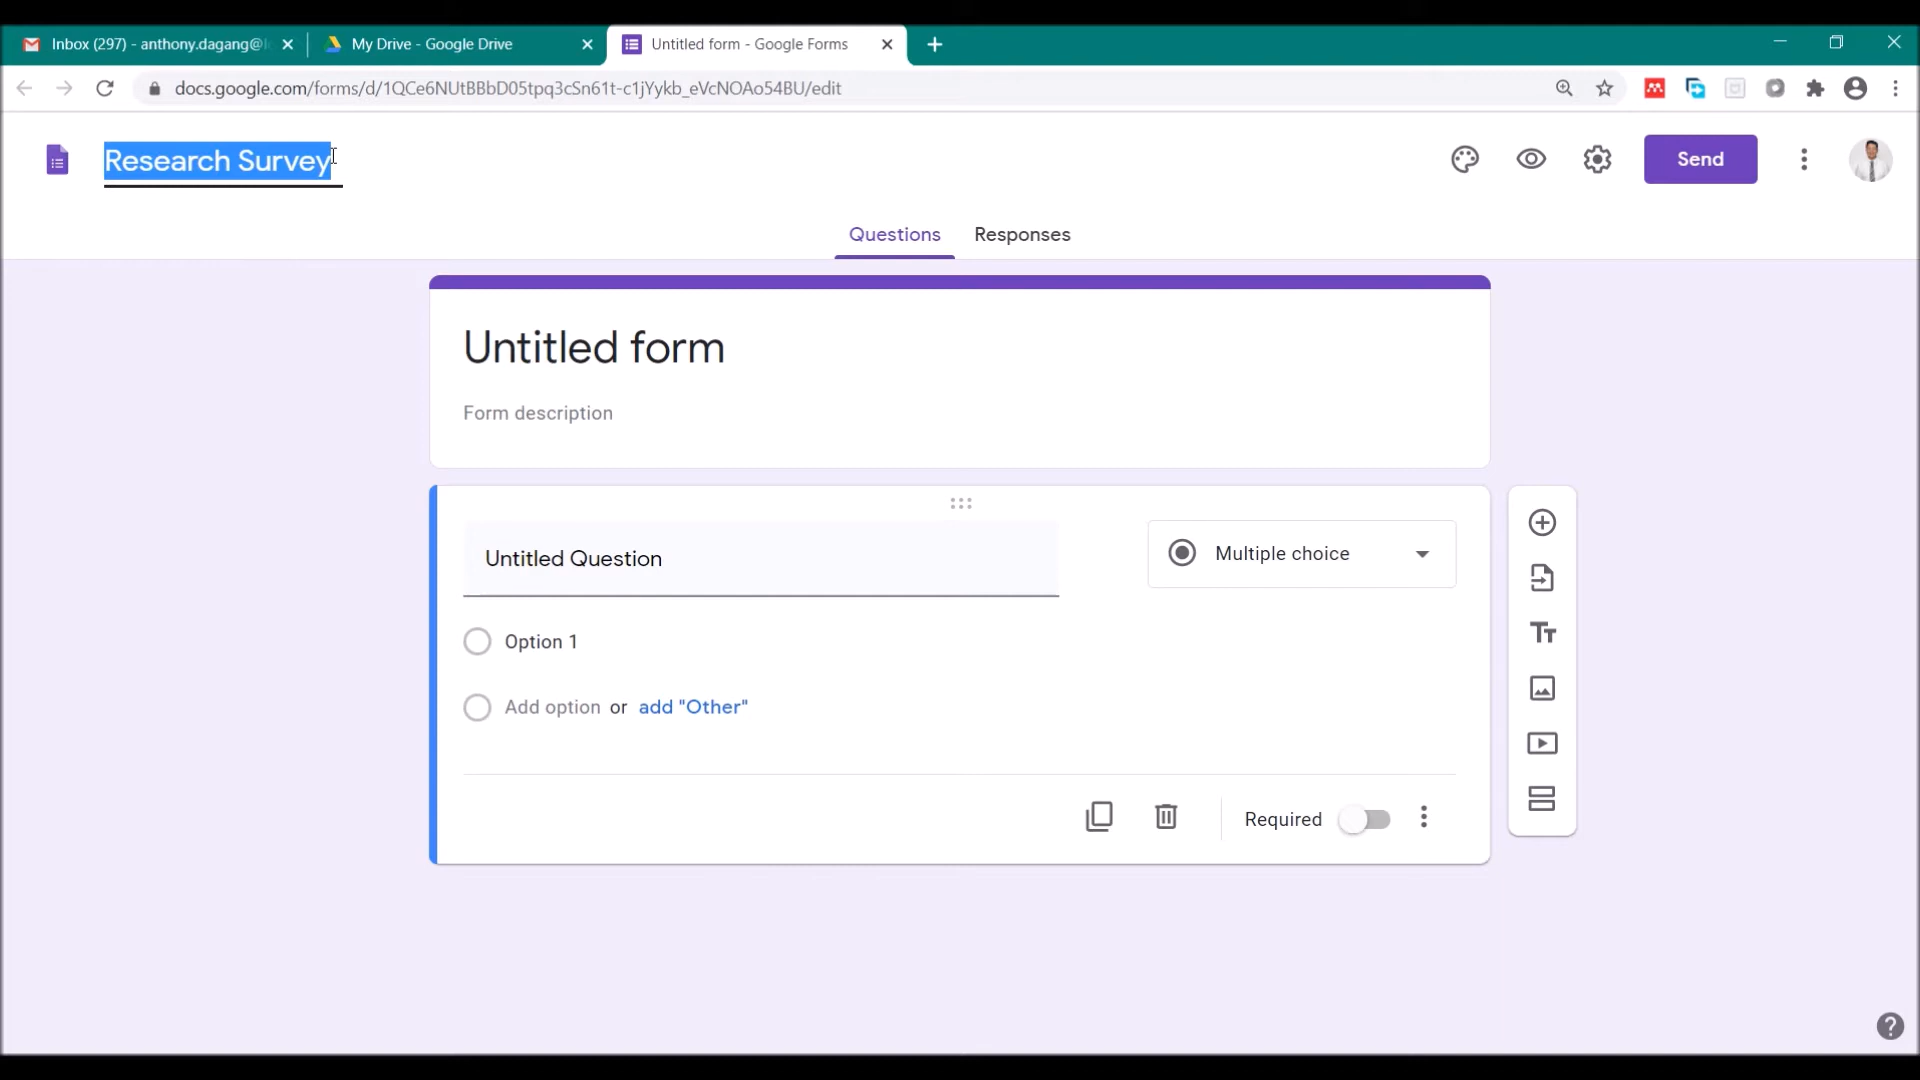 Inbox (297) - anthony.dagang@
My Drive - Google Drive
Untitled form - Google Forms
docs.google.com/forms/d/1QCe6NUtBBbD05tpq3cSn61t-c1jYykb_eVcNOAo54BU/edit
Research Survey
Send
Questions
Responses
Untitled form
Form description
Untitled Question
Multiple choice
Option 1
Add option or add "Other"
Required